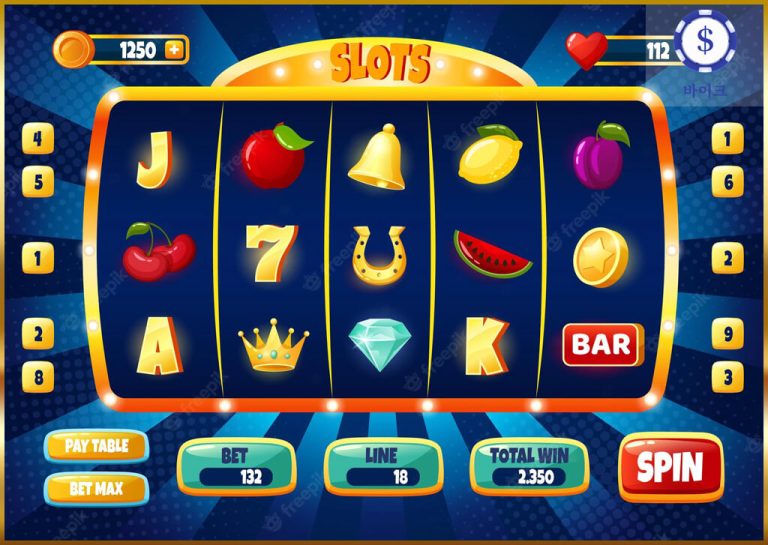 1250 +
SLOTS
112
$
바이크
4
5
1
2
8
J
7
A
K
BAR
1
6
2
9
3
PAY TABLE
BET MAX
BET
132
LINE
18
TOTAL WIN
2.350
SPIN
freepik